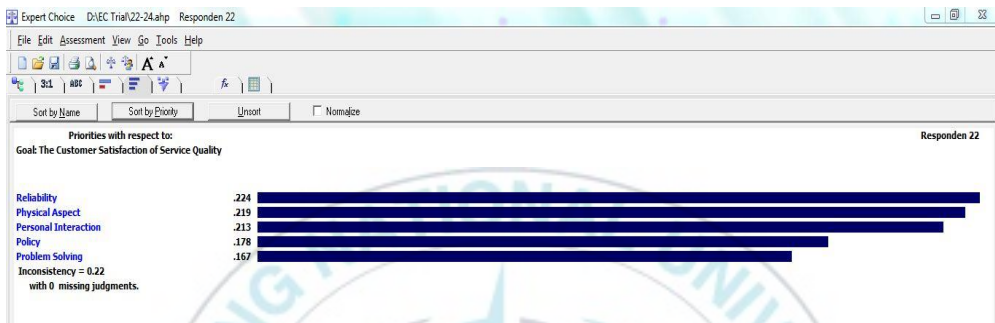 Expert Choice D:\EC Trial\22-24.ahp Responden 22
File Edit Assessment View Go Tools Help
A A
3:1 ABC fx
Sort by Name Sort by Priority Unsort Normalize
Priorities with respect to: Responden 22
Goal: The Customer Satisfaction of Service Quality
Reliability .224
Physical Aspect .219
Personal Interaction .213
Policy .178
Problem Solving .167
Inconsistency = 0.22
with 0 missing judgments.